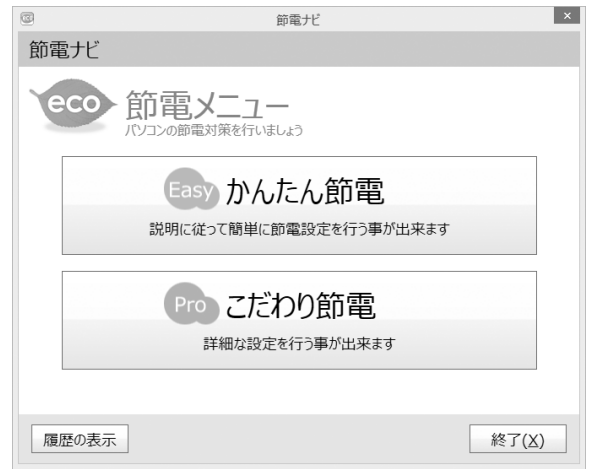 節電ナビ
節電ナビ
eco
節電メニュー
パソコンの節電対策を行いましょう
Easy かんたん節電
説明に従って簡単に節電設定を行う事が出来ます
Pro こだわり節電
詳細な設定を行う事が出来ます
履歴の表示
終了(X)